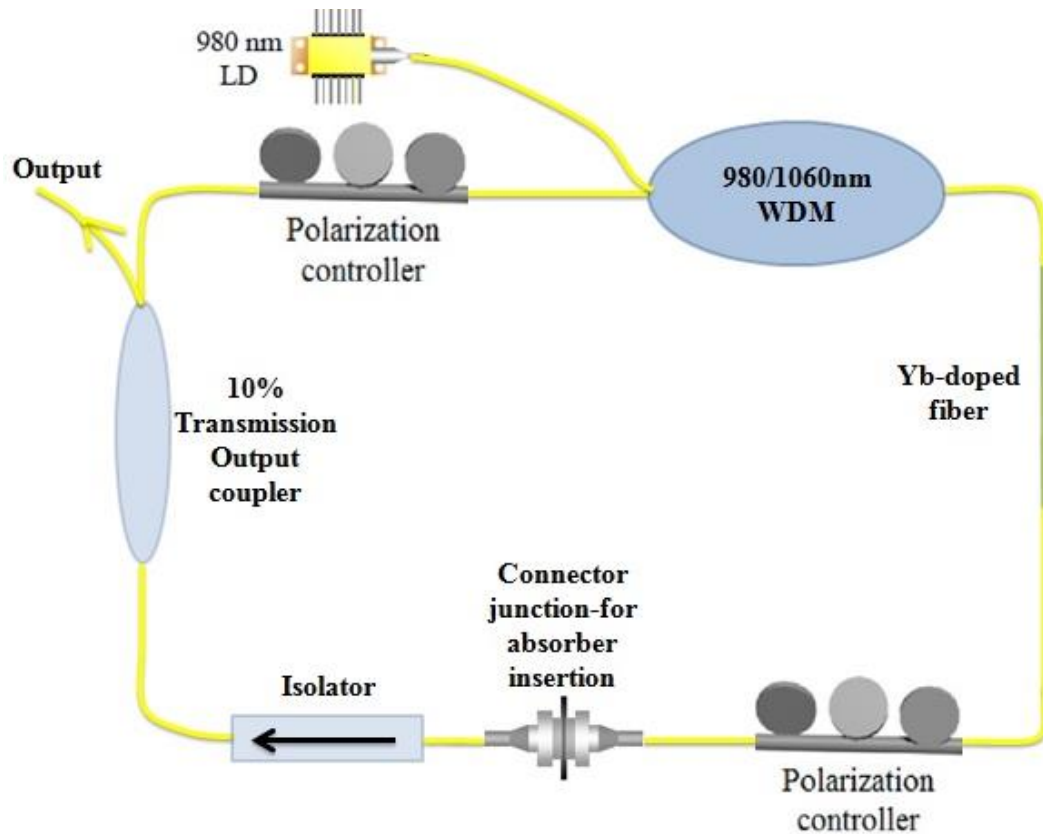 980 nm
LD
Output
980/1060nm
WDM
Polarization
controller
10%
Transmission
Output
coupler
Yb-doped
fiber
Connector
junction-for
absorber
insertion
Isolator
Polarization
controller